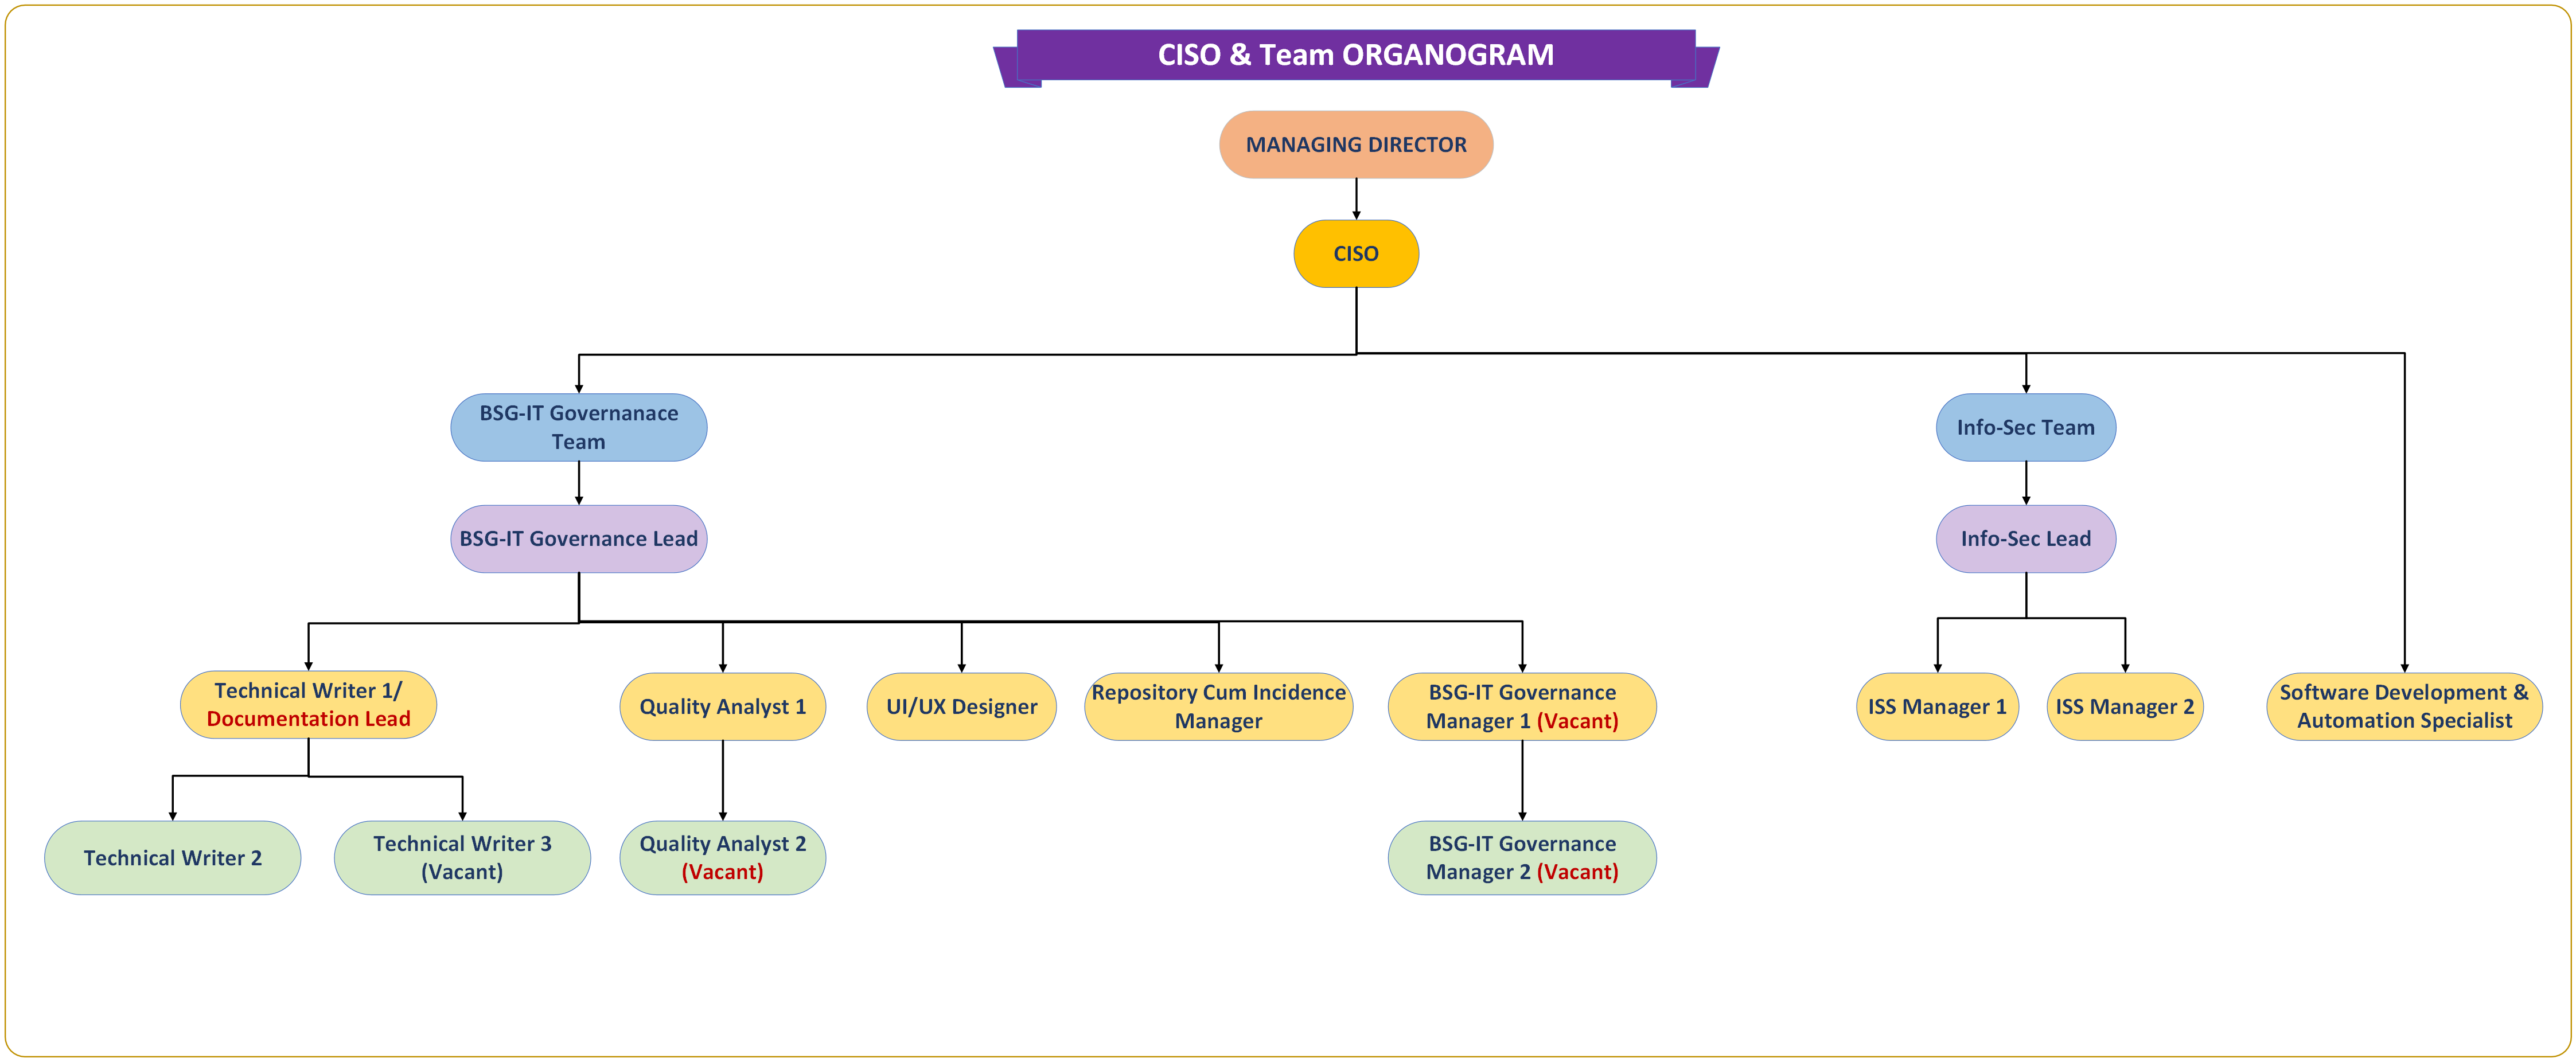 CISO & Team ORGANOGRAM
MANAGING DIRECTOR
CISO
BSG-IT Governanace
Team
Info-Sec Team
BSG-IT Governance Lead
Info-Sec Lead
Technical Writer 1/
Documentation Lead
Quality Analyst 1
UI/UX Designer
Repository Cum Incidence
Manager
BSG-IT Governance
Manager 1 (Vacant)
ISS Manager 1
ISS Manager 2
Software Development &
Automation Specialist
Technical Writer 2
Technical Writer 3
(Vacant)
Quality Analyst 2
(Vacant)
BSG-IT Governance
Manager 2 (Vacant)